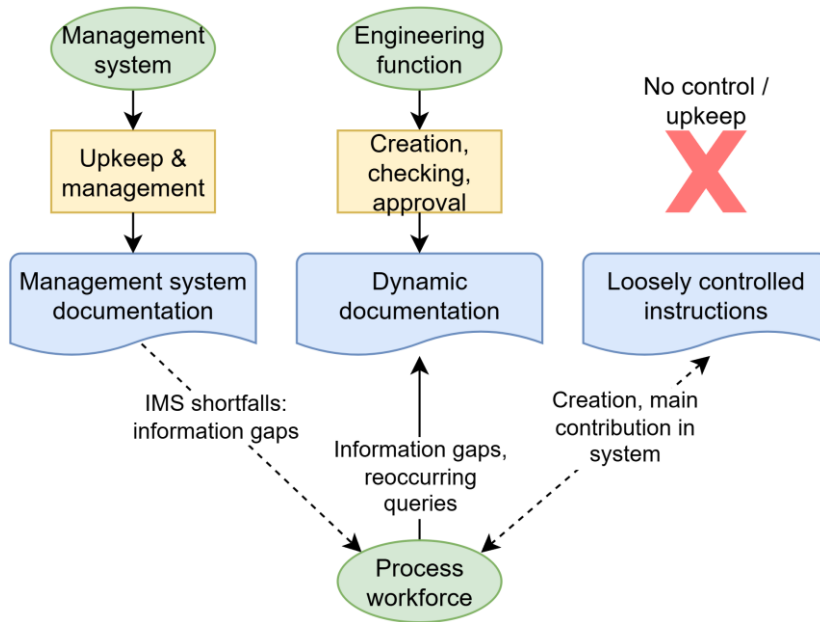 Management
system
Engineering
function
No control /
upkeep
Upkeep &
management
Creation,
checking,
approval
Management system
documentation
Dynamic
documentation
Loosely controlled
instructions
IMS shortfalls:
information gaps
Information gaps,
reoccurring
queries
Creation, main
contribution in
system
Process
workforce